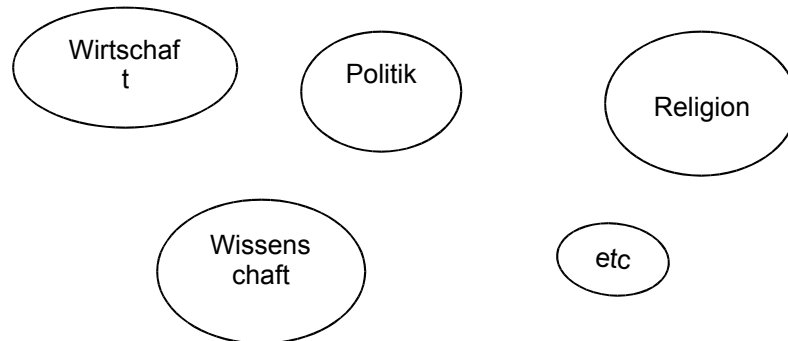 Wirtschaf
t
Politik
Religion
Wissens
chaft
etc